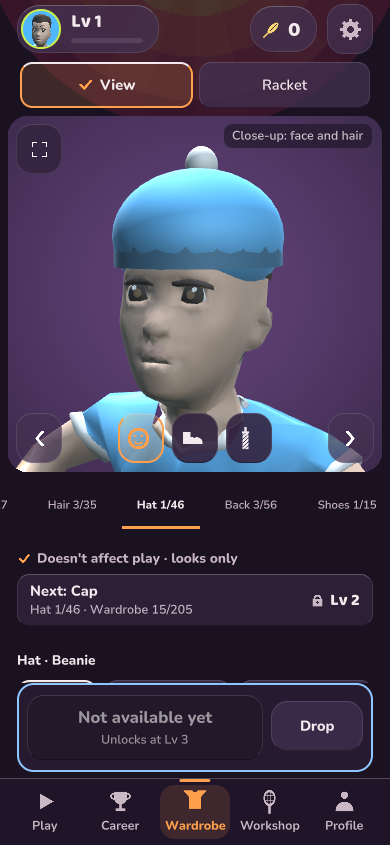 Lv 1
0
View
Racket
Close-up: face and hair
7
Hair 3/35
Hat 1/46
Back 3/56
Shoes 1/15
Doesn't affect play · looks only
Next: Cap
Hat 1/46 · Wardrobe 15/205
Lv 2
Hat · Beanie
Not available yet
Unlocks at Lv 3
Drop
Play
Career
Wardrobe
Workshop
Profile